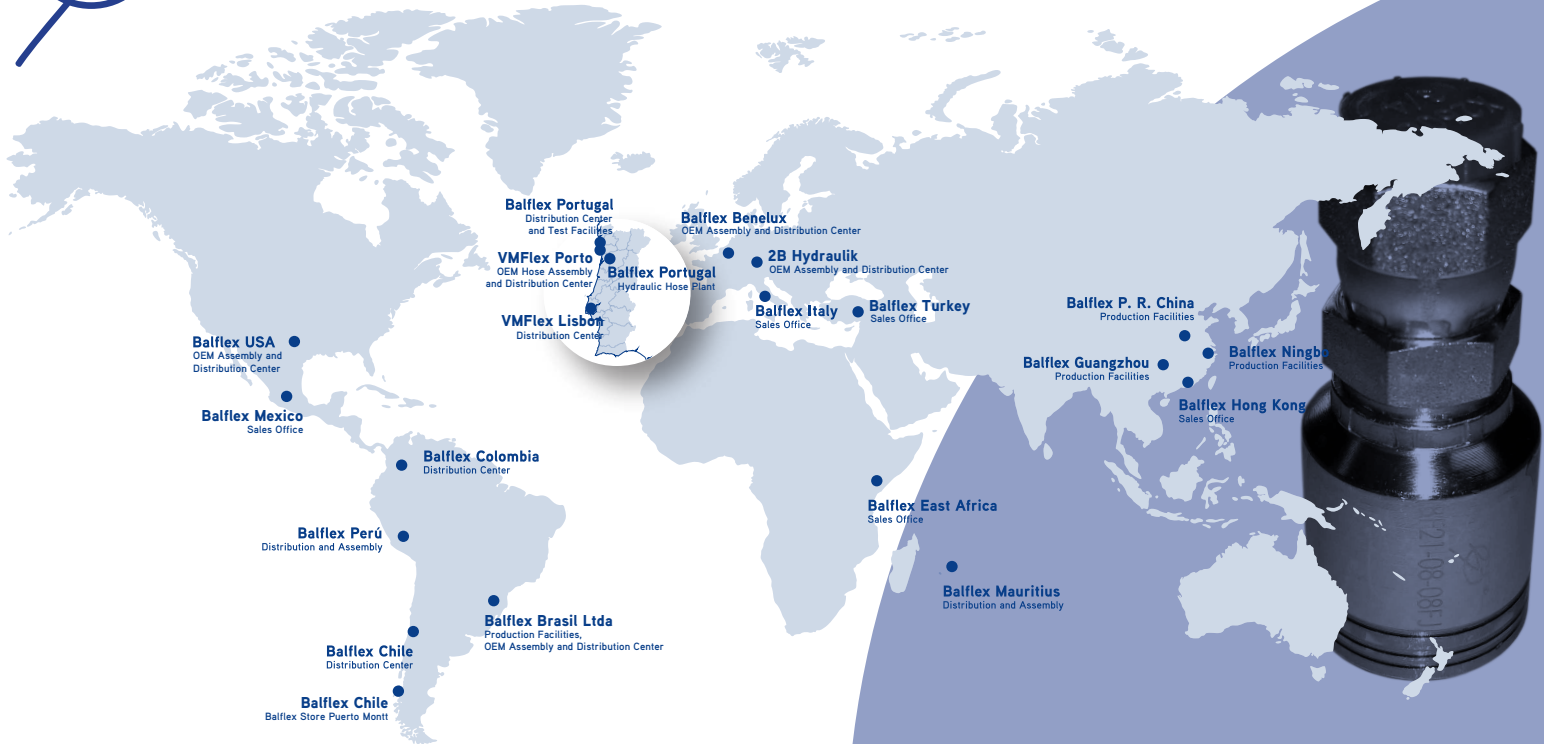 Balflex Portugal
Distribution Center
and Test Facilities
VMFlex Porto
OEM Hose Assembly
and Distribution Center
Balflex Portugal
Hydraulic Hose Plant
VMFlex Lisbon
Distribution Center
Balflex Benelux
OEM Assembly and Distribution Center
2B Hydraulik
OEM Assembly and Distribution Center
Balflex Italy
Sales Office
Balflex Turkey
Sales Office
Balflex P. R. China
Production Facilities
Balflex Ningbo
Production Facilities
Balflex Guangzhou
Production Facilities
Balflex Hong Kong
Sales Office
Balflex USA
OEM Assembly and
Distribution Center
Balflex Mexico
Sales Office
Balflex Colombia
Distribution Center
Balflex Perú
Distribution and Assembly
Balflex East Africa
Sales Office
Balflex Mauritius
Distribution and Assembly
Balflex Brasil Ltda
Production Facilities,
OEM Assembly and Distribution Center
Balflex Chile
Distribution Center
Balflex Chile
Balflex Store Puerto Montt